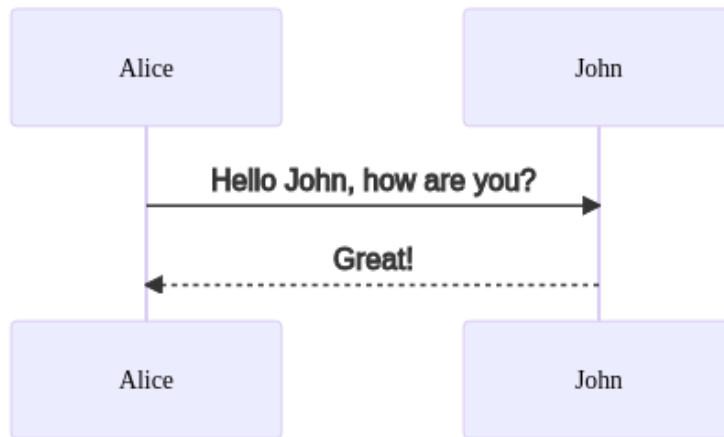 Alice
John
Hello John, how are you?
Great!
Alice
John